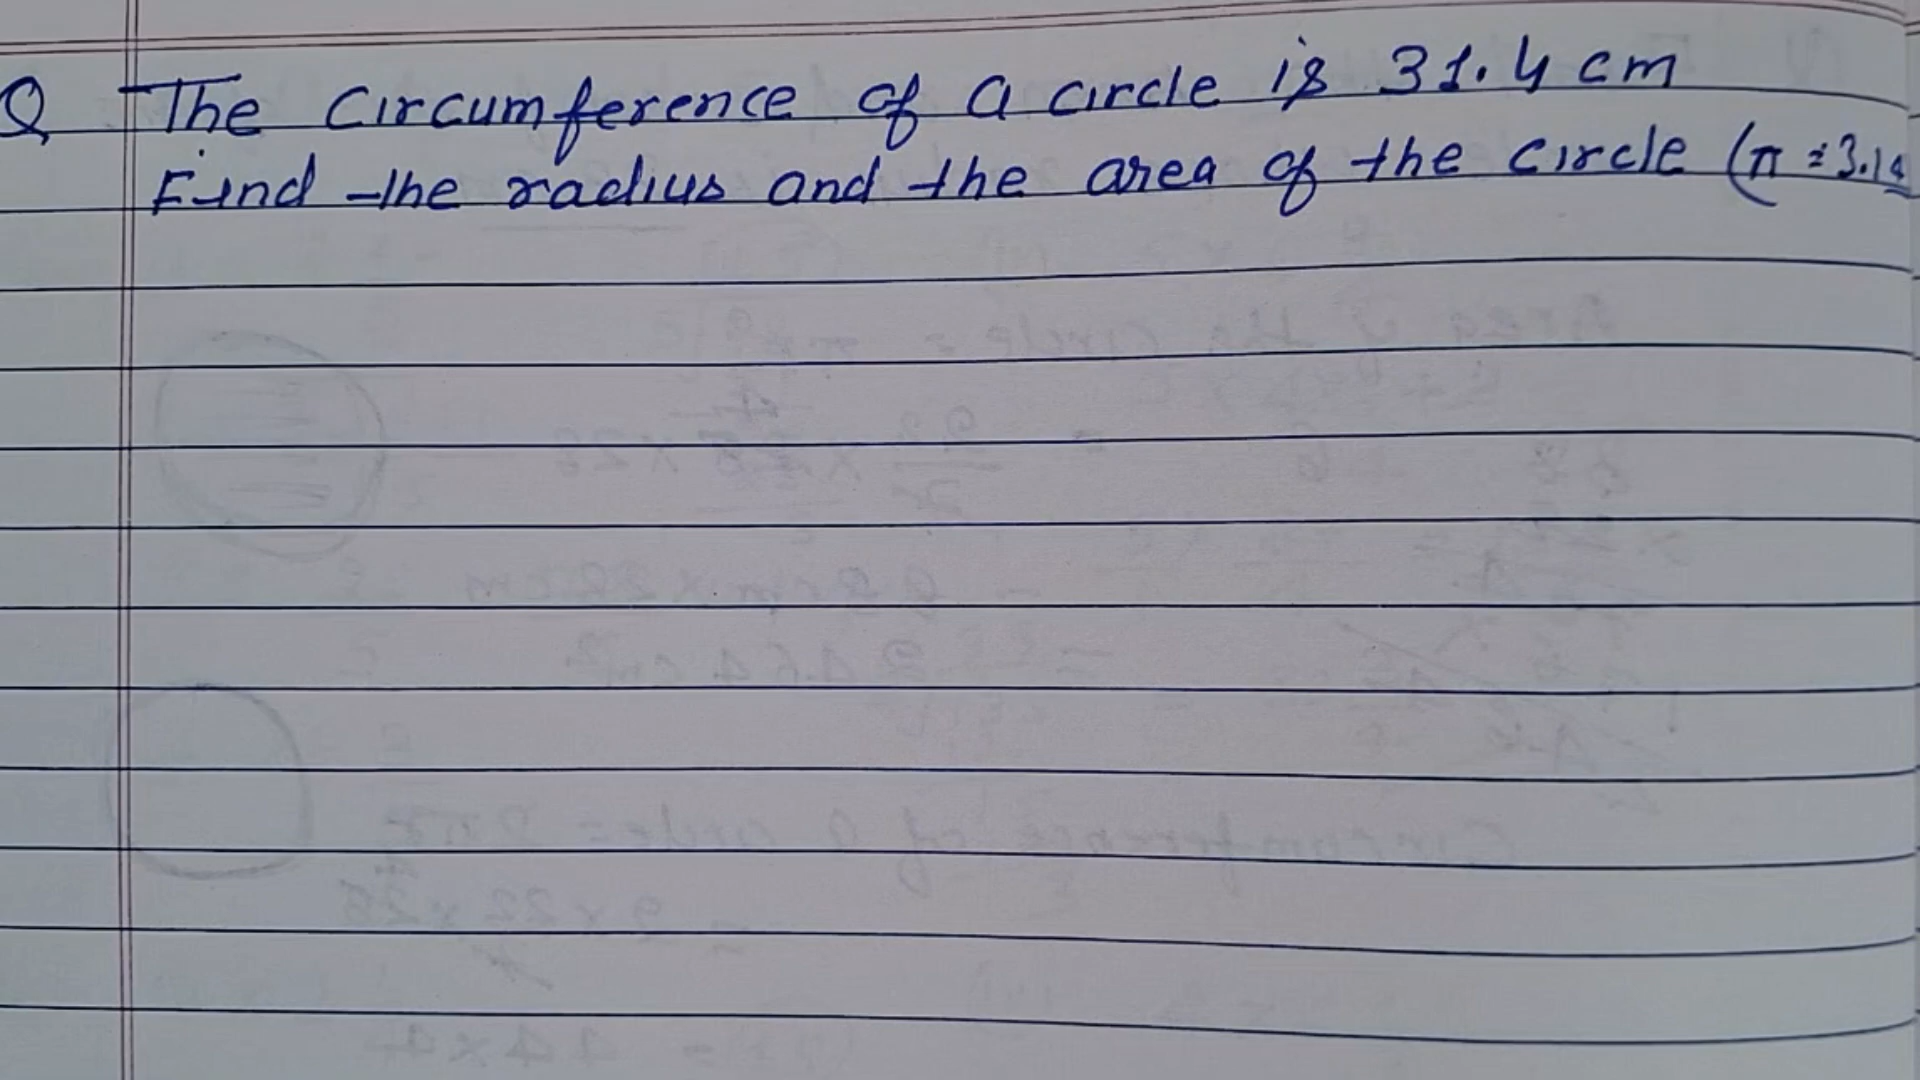 Q The Circumference of a circle is 31.4 cm
Find the radius and the area of the circle (π = 3.14